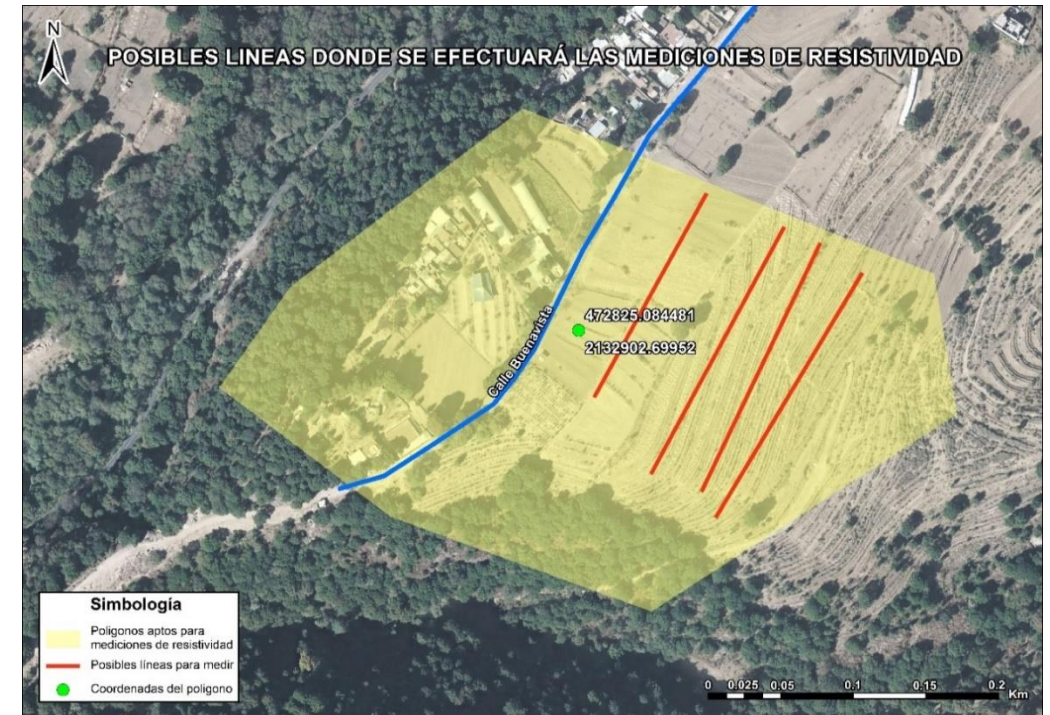 N
POSIBLES LINEAS DONDE SE EFECTUARÁ LAS MEDICIONES DE RESISTIVIDAD
472825.084481
2132902.69952
Calle Buenavista
Simbología
Poligonos aptos para
mediciones de resistividad
Posibles líneas para medir
Coordenadas del poligono
0 0.025 0.05 0.1 0.15 0.2
Km